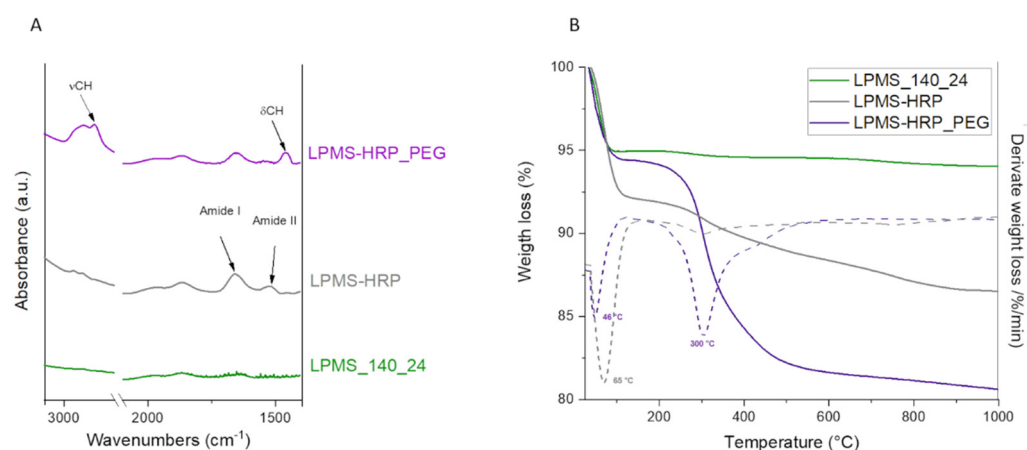 A
νCH
δCH
LPMS-HRP_PEG
Amide I
Amide II
LPMS-HRP
LPMS_140_24
Absorbance (a.u.)
3000
2000
1500
Wavenumbers (cm⁻¹)
B
100
95
90
85
80
Weigth loss (%)
LPMS_140_24
LPMS-HRP
LPMS-HRP_PEG
46 °C
65 °C
300 °C
200
400
600
800
1000
Temperature (°C)
Derivate weight loss /%/min)